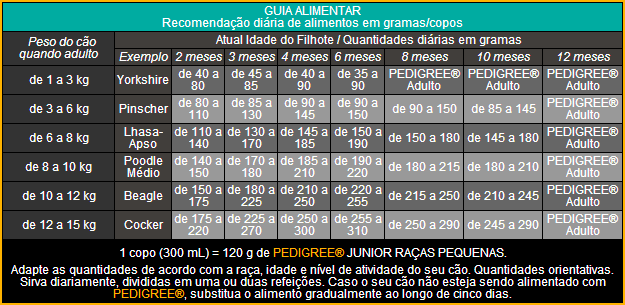 GUIA ALIMENTAR
Recomendação diária de alimentos em gramas/copos
Peso do cão quando adulto | Atual Idade do Filhote / Quantidades diárias em gramas
Exemplo | 2 meses | 3 meses | 4 meses | 6 meses | 8 meses | 10 meses | 12 meses
de 1 a 3 kg | Yorkshire | de 40 a 80 | de 45 a 85 | de 40 a 90 | de 35 a 90 | PEDIGREE® Adulto | PEDIGREE® Adulto | PEDIGREE® Adulto
de 3 a 6 kg | Pinscher | de 80 a 110 | de 85 a 130 | de 90 a 145 | de 90 a 150 | de 90 a 150 | de 85 a 145 | PEDIGREE® Adulto
de 6 a 8 kg | Lhasa-Apso | de 110 a 140 | de 130 a 170 | de 145 a 185 | de 150 a 190 | de 150 a 180 | de 145 a 180 | PEDIGREE® Adulto
de 8 a 10 kg | Poodle Médio | de 140 a 150 | de 170 a 180 | de 185 a 210 | de 190 a 220 | de 180 a 215 | de 180 a 210 | PEDIGREE® Adulto
de 10 a 12 kg | Beagle | de 150 a 175 | de 180 a 225 | de 210 a 250 | de 220 a 255 | de 215 a 250 | de 210 a 245 | PEDIGREE® Adulto
de 12 a 15 kg | Cocker | de 175 a 220 | de 225 a 270 | de 250 a 300 | de 255 a 310 | de 250 a 290 | de 245 a 290 | PEDIGREE® Adulto
1 copo (300 mL) = 120 g de PEDIGREE® JUNIOR RAÇAS PEQUENAS.
Adapte as quantidades de acordo com a raça, idade e nível de atividade do seu cão. Quantidades orientativas.
Sirva diariamente, divididas em uma ou duas refeições. Caso o seu cão não esteja sendo alimentado com
PEDIGREE®, substitua o alimento gradualmente ao longo de cinco dias.